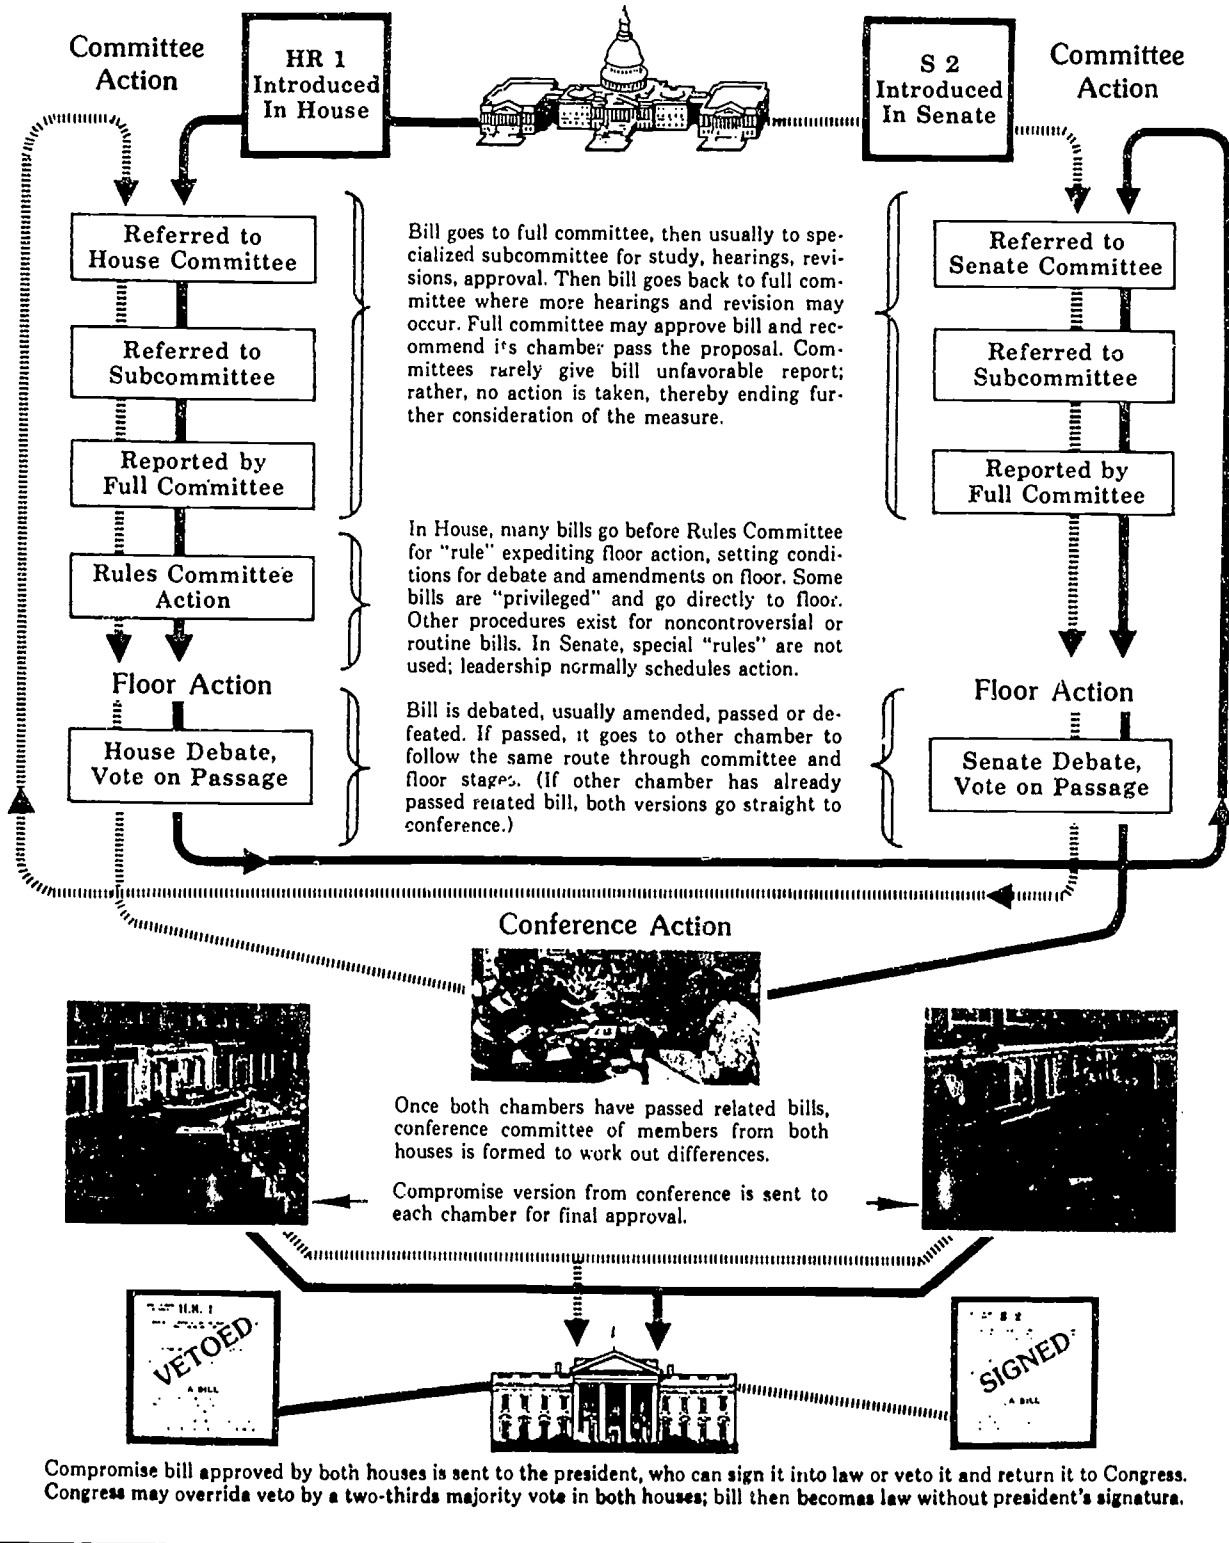 Committee
Action
HR 1
Introduced
In House
S 2
Introduced
In Senate
Committee
Action
Referred to
House Committee
Referred to
Subcommittee
Reported by
Full Committee
Rules Committee
Action
Floor Action
House Debate,
Vote on Passage
Bill goes to full committee, then usually to spe-
cialized subcommittee for study, hearings, revi-
sions, approval. Then bill goes back to full com-
mittee where more hearings and revision may
occur. Full committee may approve bill and rec-
ommend its chamber pass the proposal. Com-
mittees rarely give bill unfavorable report;
rather, no action is taken, thereby ending fur-
ther consideration of the measure.
In House, many bills go before Rules Committee
for "rule" expediting floor action, setting condi-
tions for debate and amendments on floor. Some
bills are "privileged" and go directly to floor.
Other procedures exist for noncontroversial or
routine bills. In Senate, special "rules" are not
used; leadership normally schedules action.
Bill is debated, usually amended, passed or de-
feated. If passed, it goes to other chamber to
follow the same route through committee and
floor stages. (If other chamber has already
passed related bill, both versions go straight to
conference.)
Referred to
Senate Committee
Referred to
Subcommittee
Reported by
Full Committee
Floor Action
Senate Debate,
Vote on Passage
Conference Action
Once both chambers have passed related bills,
conference committee of members from both
houses is formed to work out differences.
Compromise version from conference is sent to
each chamber for final approval.
H.R. 1
VETOED
A BILL
S 2
SIGNED
A BILL
Compromise bill approved by both houses is sent to the president, who can sign it into law or veto it and return it to Congress.
Congress may override veto by a two-thirds majority vote in both houses; bill then becomes law without president's signature.